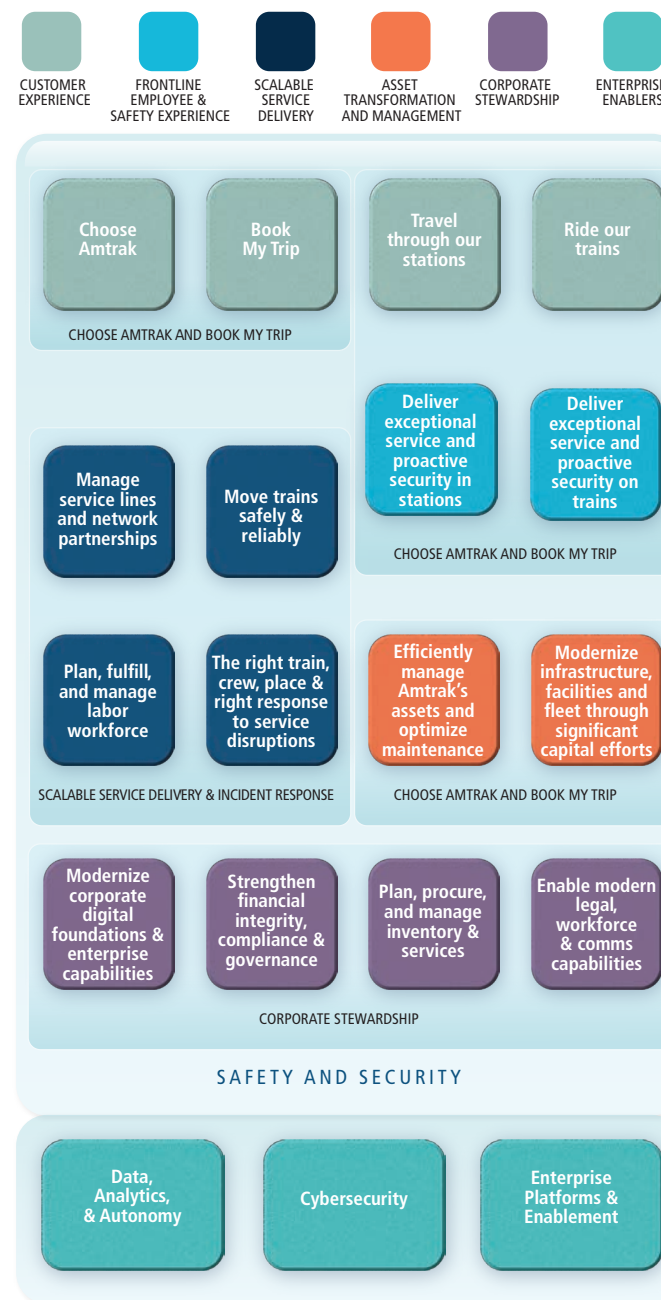 CUSTOMER
EXPERIENCE
FRONTLINE
EMPLOYEE &
SAFETY EXPERIENCE
SCALABLE
SERVICE
DELIVERY
ASSET
TRANSFORMATION
AND MANAGEMENT
CORPORATE
STEWARDSHIP
ENTERPRISE
ENABLERS
Choose
Amtrak
Book
My Trip
Travel
through our
stations
Ride our
trains
CHOOSE AMTRAK AND BOOK MY TRIP
Deliver
exceptional
service and
proactive
security in
stations
Deliver
exceptional
service and
proactive
security on
trains
CHOOSE AMTRAK AND BOOK MY TRIP
Manage
service lines
and network
partnerships
Move trains
safely &
reliably
Plan, fulfill,
and manage
labor
workforce
The right train,
crew, place &
right response
to service
disruptions
SCALABLE SERVICE DELIVERY & INCIDENT RESPONSE
Efficiently
manage
Amtrak's
assets and
optimize
maintenance
Modernize
infrastructure,
facilities and
fleet through
significant
capital efforts
CHOOSE AMTRAK AND BOOK MY TRIP
Modernize
corporate
digital
foundations &
enterprise
capabilities
Strengthen
financial
integrity,
compliance &
governance
Plan, procure,
and manage
inventory &
services
Enable modern
legal,
workforce
& comms
capabilities
CORPORATE STEWARDSHIP
SAFETY AND SECURITY
Data,
Analytics,
& Autonomy
Cybersecurity
Enterprise
Platforms &
Enablement